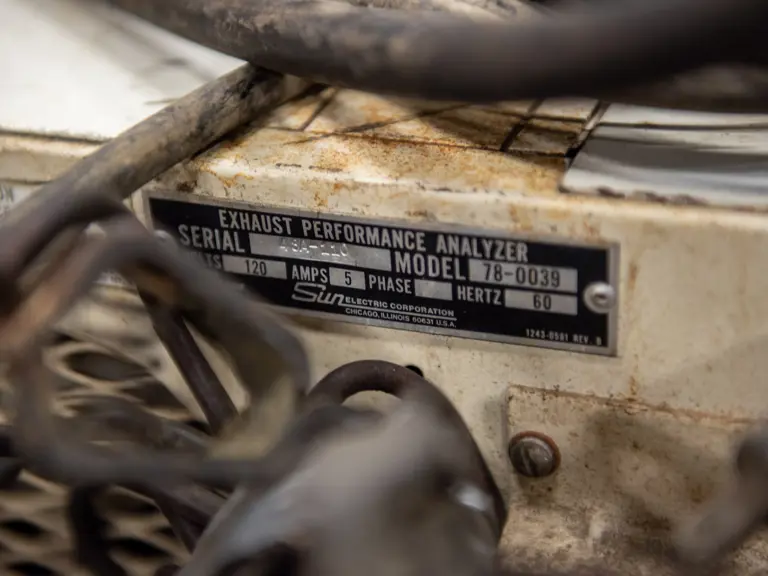 EXHAUST PERFORMANCE ANALYZER
SERIAL MODEL 78-0039
120 AMPS 5 PHASE HERTZ 60
Sun ELECTRIC CORPORATION
CHICAGO, ILLINOIS 60631 U.S.A.
1243-0591 REV. B